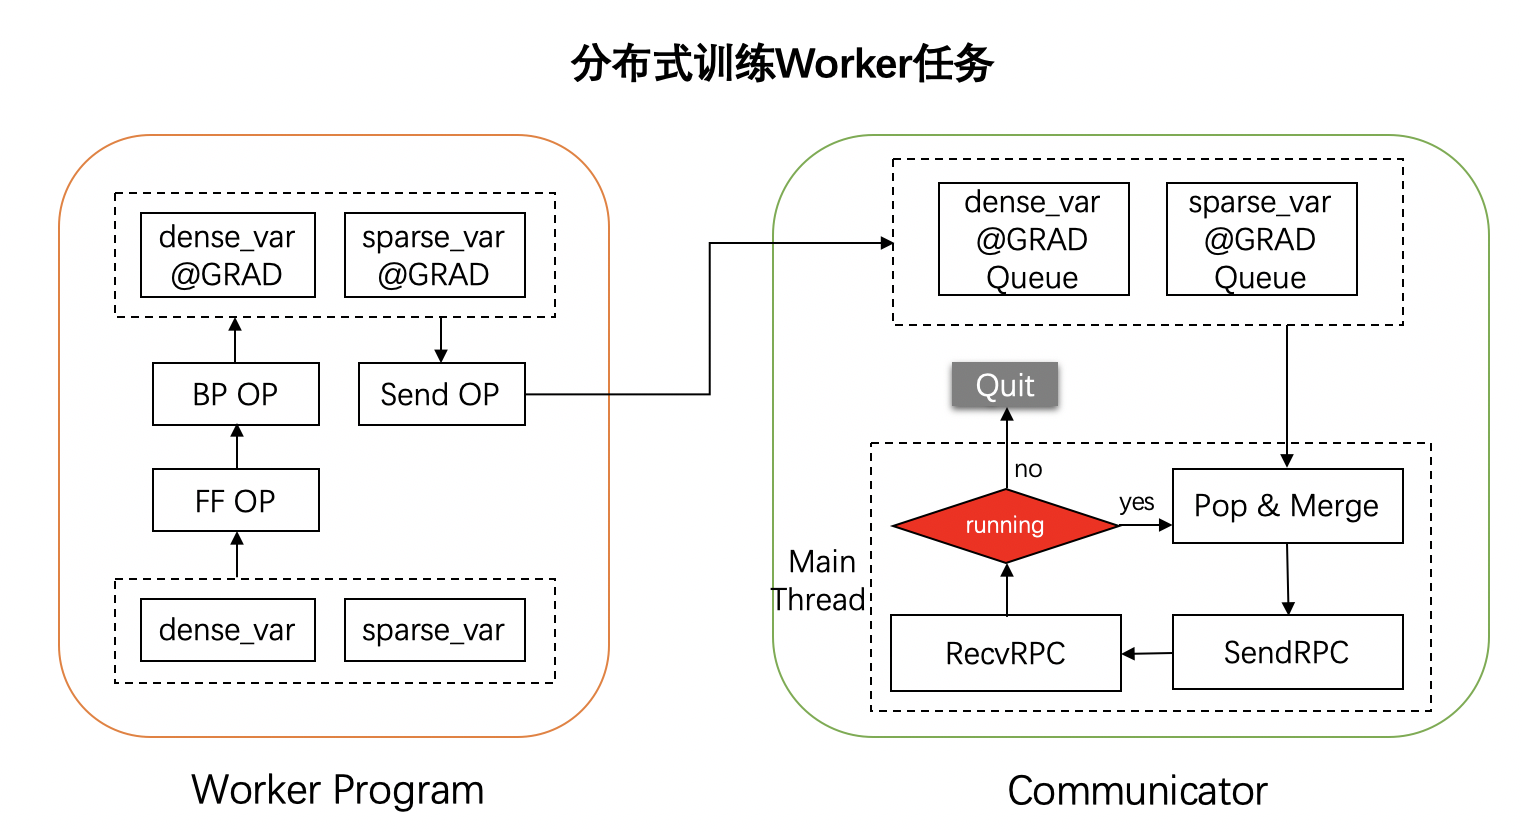 分布式训练Worker任务
dense_var
@GRAD
sparse_var
@GRAD
BP OP
Send OP
FF OP
dense_var
sparse_var
Worker Program
dense_var
@GRAD
Queue
sparse_var
@GRAD
Queue
Quit
no
yes
running
Pop & Merge
Main
Thread
RecvRPC
SendRPC
Communicator